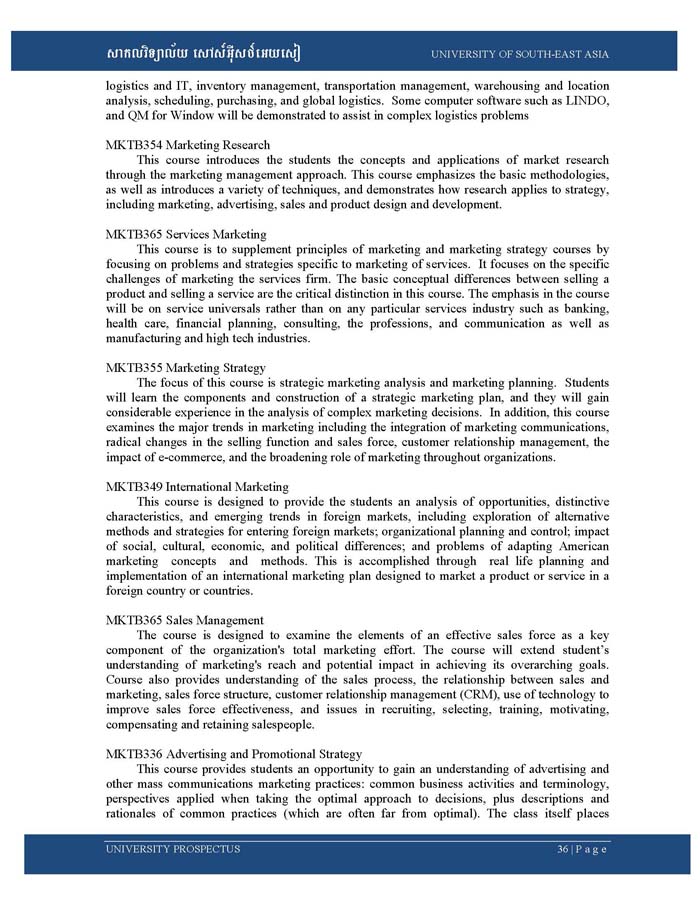 សាកលវិទ្យាល័យ សៅស៍អ៊ីសថ៍អេយសៀ UNIVERSITY OF SOUTH-EAST ASIA
logistics and IT, inventory management, transportation management, warehousing and location
analysis, scheduling, purchasing, and global logistics. Some computer software such as LINDO,
and QM for Window will be demonstrated to assist in complex logistics problems
MKTB354 Marketing Research
This course introduces the students the concepts and applications of market research
through the marketing management approach. This course emphasizes the basic methodologies,
as well as introduces a variety of techniques, and demonstrates how research applies to strategy,
including marketing, advertising, sales and product design and development.
MKTB365 Services Marketing
This course is to supplement principles of marketing and marketing strategy courses by
focusing on problems and strategies specific to marketing of services. It focuses on the specific
challenges of marketing the services firm. The basic conceptual differences between selling a
product and selling a service are the critical distinction in this course. The emphasis in the course
will be on service universals rather than on any particular services industry such as banking,
health care, financial planning, consulting, the professions, and communication as well as
manufacturing and high tech industries.
MKTB355 Marketing Strategy
The focus of this course is strategic marketing analysis and marketing planning. Students
will learn the components and construction of a strategic marketing plan, and they will gain
considerable experience in the analysis of complex marketing decisions. In addition, this course
examines the major trends in marketing including the integration of marketing communications,
radical changes in the selling function and sales force, customer relationship management, the
impact of e-commerce, and the broadening role of marketing throughout organizations.
MKTB349 International Marketing
This course is designed to provide the students an analysis of opportunities, distinctive
characteristics, and emerging trends in foreign markets, including exploration of alternative
methods and strategies for entering foreign markets; organizational planning and control; impact
of social, cultural, economic, and political differences; and problems of adapting American
marketing concepts and methods. This is accomplished through real life planning and
implementation of an international marketing plan designed to market a product or service in a
foreign country or countries.
MKTB365 Sales Management
The course is designed to examine the elements of an effective sales force as a key
component of the organization's total marketing effort. The course will extend student’s
understanding of marketing's reach and potential impact in achieving its overarching goals.
Course also provides understanding of the sales process, the relationship between sales and
marketing, sales force structure, customer relationship management (CRM), use of technology to
improve sales force effectiveness, and issues in recruiting, selecting, training, motivating,
compensating and retaining salespeople.
MKTB336 Advertising and Promotional Strategy
This course provides students an opportunity to gain an understanding of advertising and
other mass communications marketing practices: common business activities and terminology,
perspectives applied when taking the optimal approach to decisions, plus descriptions and
rationales of common practices (which are often far from optimal). The class itself places
UNIVERSITY PROSPECTUS 36 | P a g e